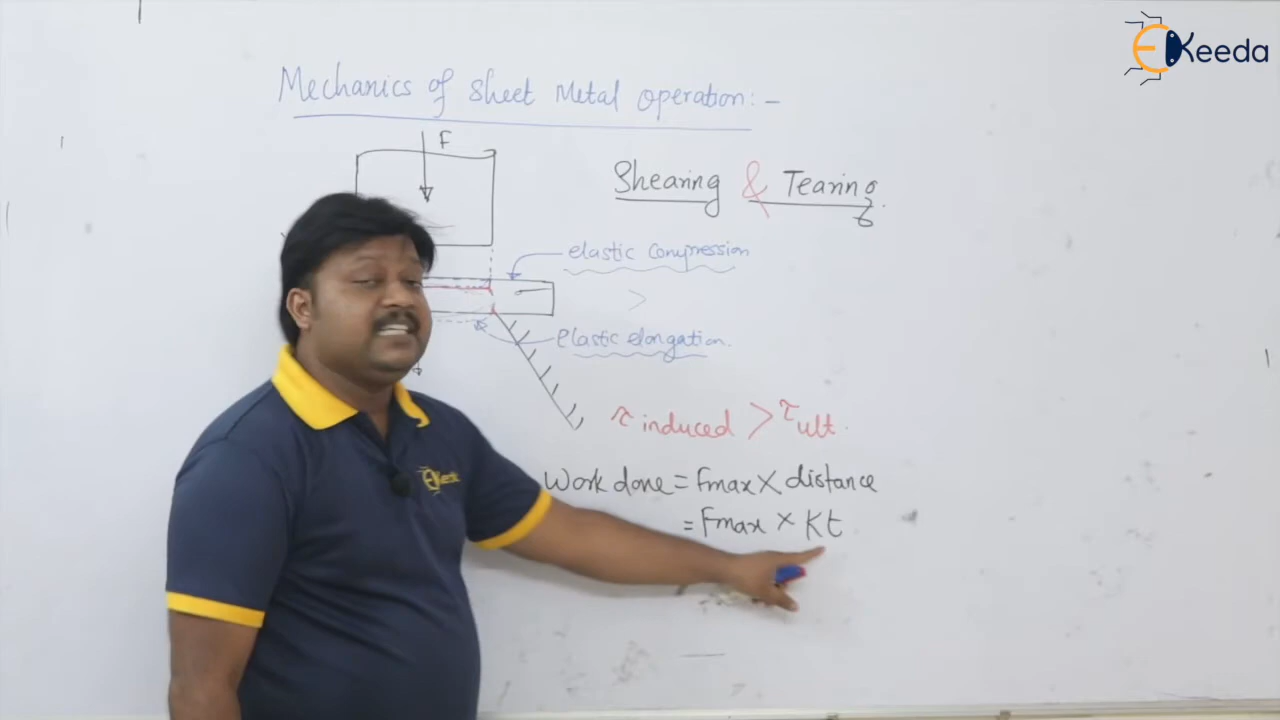 EKeeda
Mechanics of Sheet Metal Operation:-
F
Shearing & Tearing.
elastic Compression
>
elastic elongation.
τ induced > τult.
Work done = Fmax × distance
= Fmax × Kt